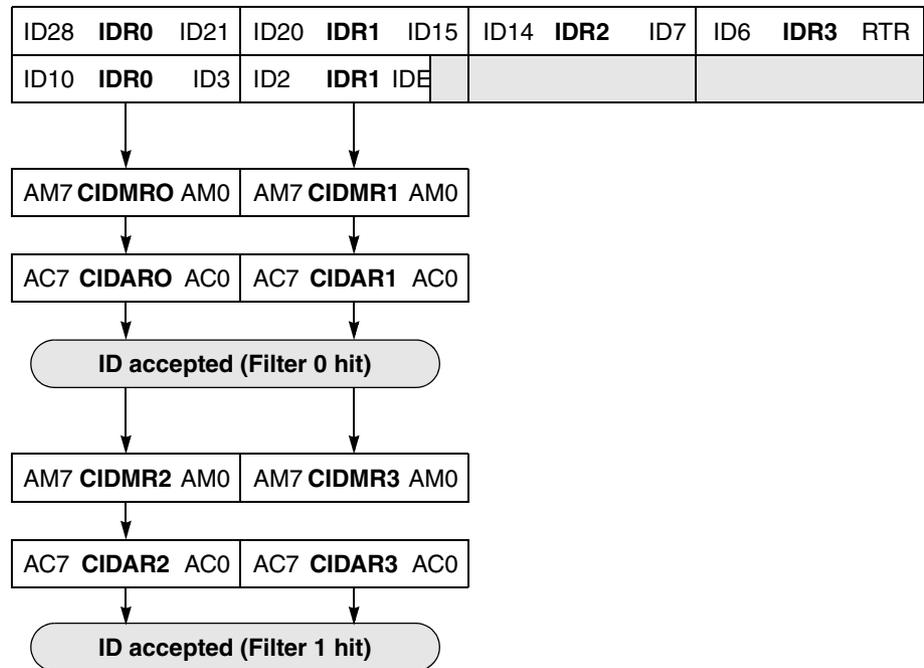 ID28 IDR0 ID21 ID20 IDR1 ID15 ID14 IDR2 ID7 ID6 IDR3 RTR
ID10 IDR0 ID3 ID2 IDR1 IDE
AM7 CIDMRO AM0 AM7 CIDMR1 AM0
AC7 CIDARO AC0 AC7 CIDAR1 AC0
ID accepted (Filter 0 hit)
AM7 CIDMR2 AM0 AM7 CIDMR3 AM0
AC7 CIDAR2 AC0 AC7 CIDAR3 AC0
ID accepted (Filter 1 hit)